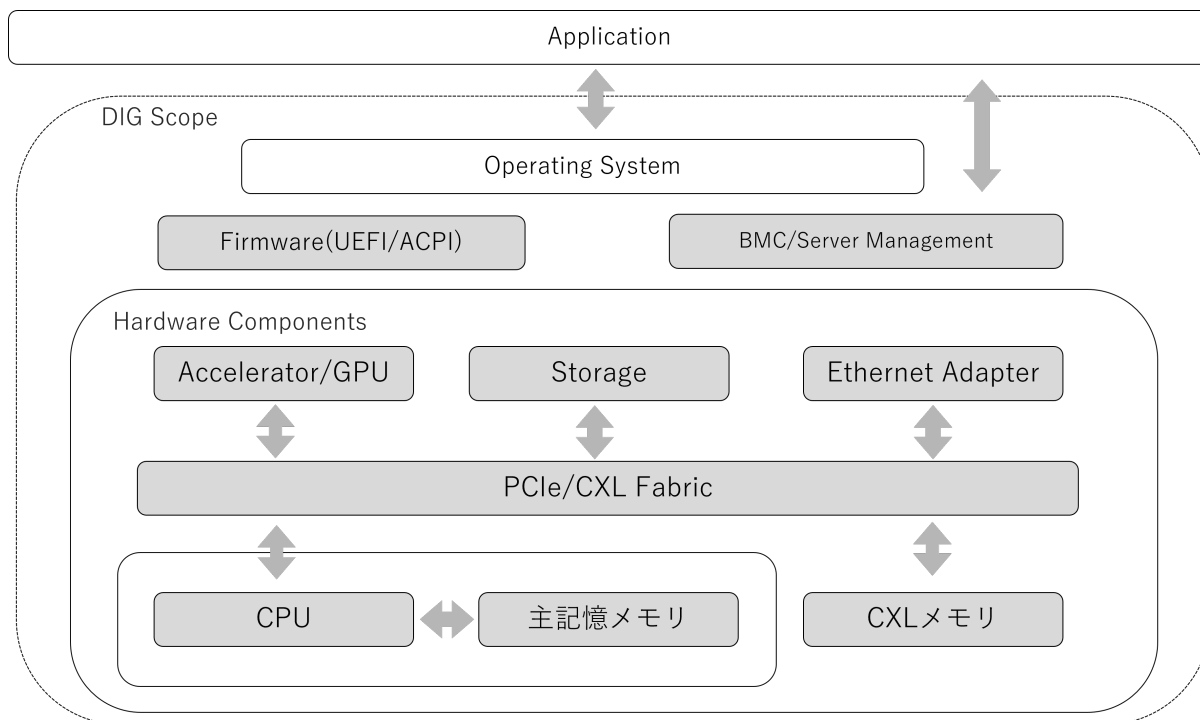 Application
DIG Scope
Operating System
Firmware(UEFI/ACPI)
BMC/Server Management
Hardware Components
Accelerator/GPU
Storage
Ethernet Adapter
PCIe/CXL Fabric
CPU
主記憶メモリ
CXLメモリ